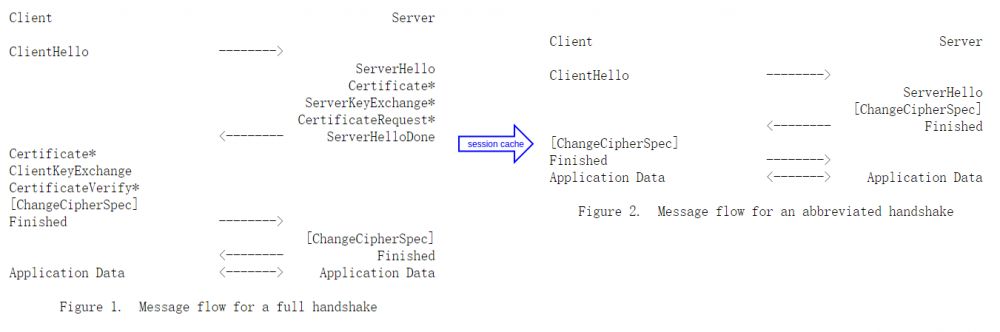 Client Server
ClientHello -------->
ServerHello
Certificate*
ServerKeyExchange*
CertificateRequest*
<-------- ServerHelloDone
Certificate*
ClientKeyExchange
CertificateVerify*
[ChangeCipherSpec]
Finished -------->
[ChangeCipherSpec]
<-------- Finished
Application Data <-------> Application Data
Figure 1. Message flow for a full handshake
session cache
Client Server
ClientHello -------->
ServerHello
[ChangeCipherSpec]
<-------- Finished
[ChangeCipherSpec]
Finished -------->
Application Data <-------> Application Data
Figure 2. Message flow for an abbreviated handshake